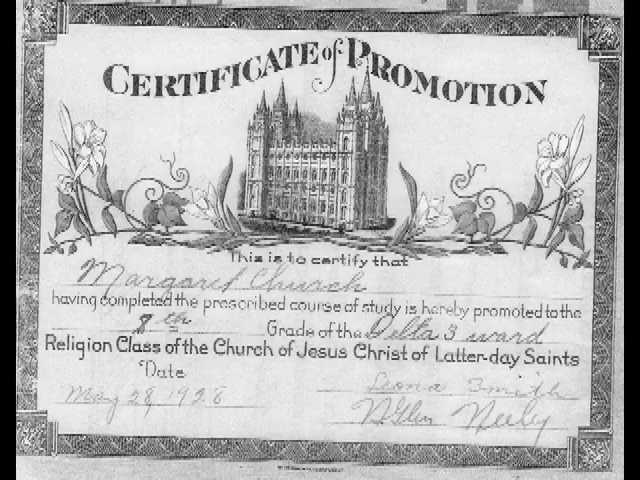 CERTIFICATE of PROMOTION
This is to certify that
Margaret Church
having completed the prescribed course of study is hereby promoted to the
8th Grade of the Delta 3 ward
Religion Class of the Church of Jesus Christ of Latter-day Saints
Date
Leona Smith
May 28, 1928
N Glen Neely